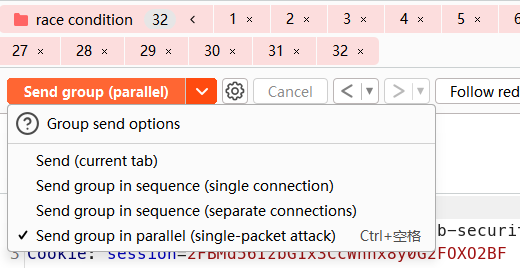 race condition 32 < 1 × 2 × 3 × 4 × 5 × 6 ×
27 × 28 × 29 × 30 × 31 × 32 ×
Send group (parallel) Cancel < > Follow red
Group send options
Send (current tab)
Send group in sequence (single connection)
Send group in sequence (separate connections)
✓ Send group in parallel (single-packet attack) Ctrl+空格
b-securit
3 Cookie: session=